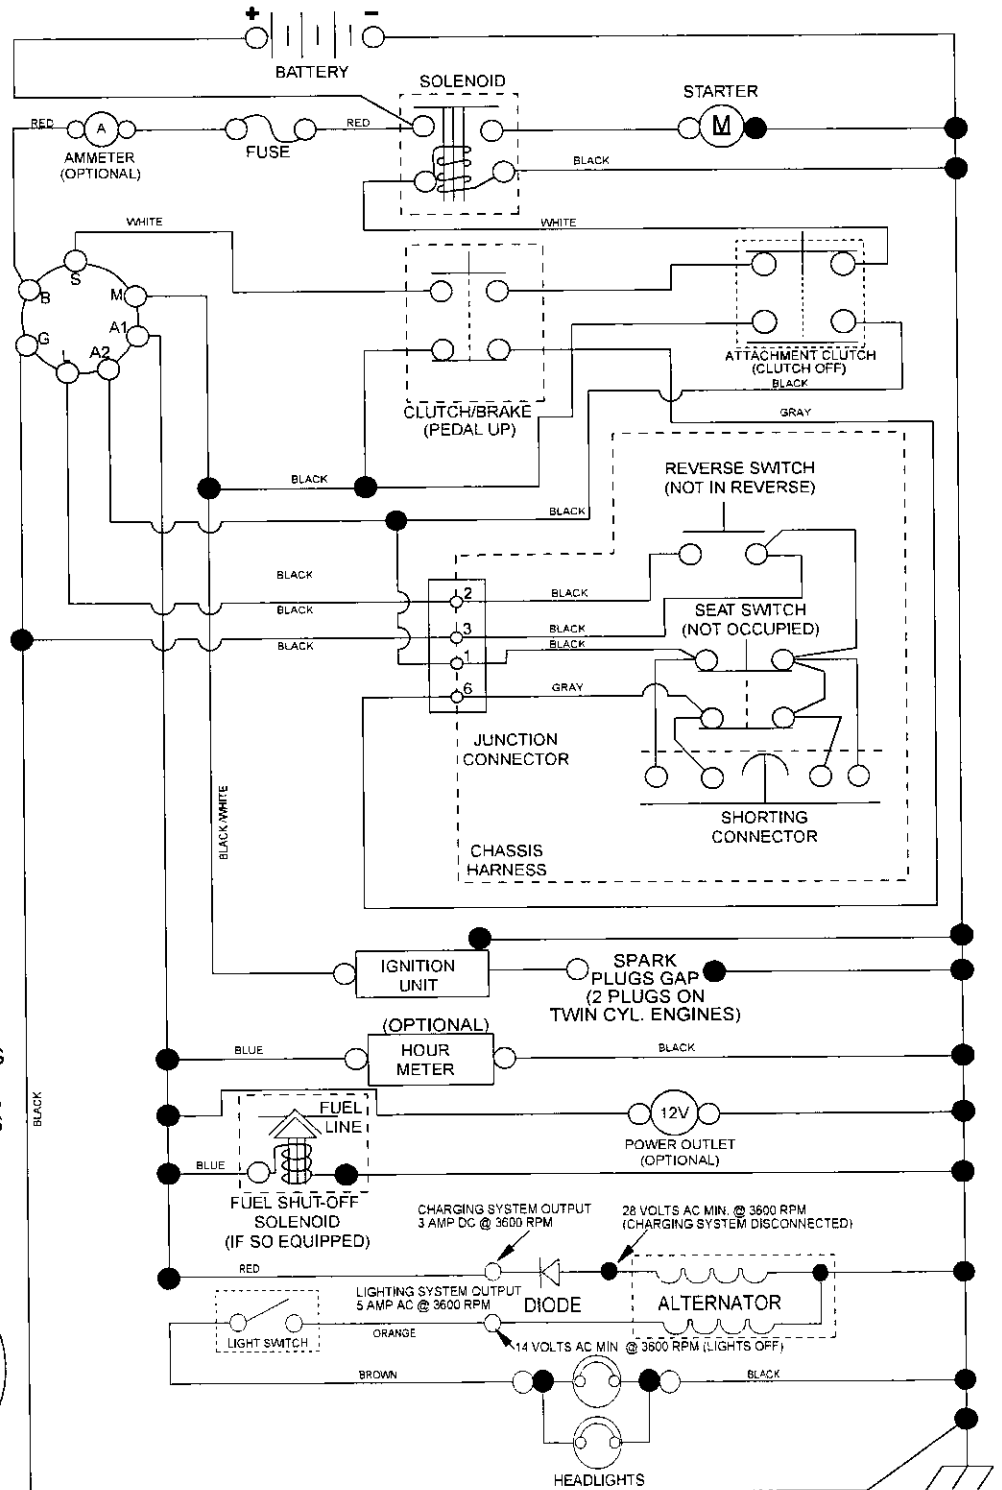 + -
BATTERY
SOLENOID
STARTER
RED
A
RED
M
FUSE
AMMETER
(OPTIONAL)
BLACK
WHITE
WHITE
S
B
M
G
A1
L
A2
ATTACHMENT CLUTCH
(CLUTCH OFF)
BLACK
CLUTCH/BRAKE
(PEDAL UP)
GRAY
REVERSE SWITCH
(NOT IN REVERSE)
BLACK
BLACK
BLACK
2
BLACK
BLACK
SEAT SWITCH
(NOT OCCUPIED)
3
BLACK
BLACK
BLACK
1
6
GRAY
JUNCTION
CONNECTOR
BLACK/WHITE
SHORTING
CONNECTOR
CHASSIS
HARNESS
IGNITION
UNIT
SPARK
PLUGS GAP
(2 PLUGS ON
TWIN CYL. ENGINES)
(OPTIONAL)
HOUR
METER
BLUE
BLACK
BLACK
FUEL
LINE
12V
POWER OUTLET
(OPTIONAL)
BLUE
FUEL SHUT-OFF
SOLENOID
(IF SO EQUIPPED)
CHARGING SYSTEM OUTPUT
3 AMP DC @ 3600 RPM
28 VOLTS AC MIN. @ 3600 RPM
(CHARGING SYSTEM DISCONNECTED)
RED
LIGHTING SYSTEM OUTPUT
5 AMP AC @ 3600 RPM
DIODE
ALTERNATOR
LIGHT SWITCH
ORANGE
14 VOLTS AC MIN @ 3600 RPM (LIGHTS OFF)
BROWN
BLACK
HEADLIGHTS